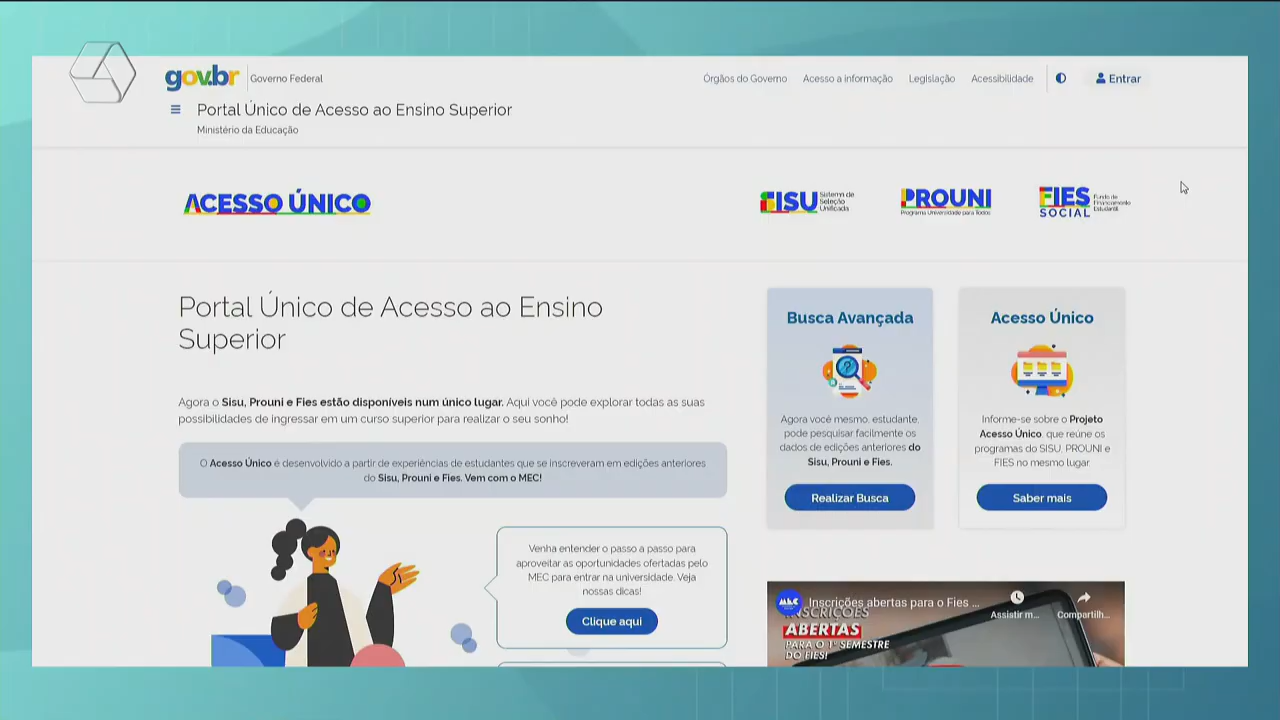 gov.br Governo Federal
Órgãos do Governo Acesso a informação Legislação Acessibilidade Entrar
Portal Único de Acesso ao Ensino Superior
Ministério da Educação
ACESSO ÚNICO
SISU Sistema de
Seleção
Unificada
PROUNI
Programa Universidade para Todos
FIES
SOCIAL
Fundo de
Financiamento
Estudantil
Portal Único de Acesso ao Ensino
Superior
Agora o Sisu, Prouni e Fies estão disponíveis num único lugar. Aqui você pode explorar todas as suas
possibilidades de ingressar em um curso superior para realizar o seu sonho!
O Acesso Único é desenvolvido a partir de experiências de estudantes que se inscreveram em edições anteriores
do Sisu, Prouni e Fies. Vem com o MEC!
Venha entender o passo a passo para
aproveitar as oportunidades ofertadas pelo
MEC para entrar na universidade. Veja
nossas dicas!
Clique aqui
Busca Avançada
Agora você mesmo, estudante,
pode pesquisar facilmente os
dados de edições anteriores do
Sisu, Prouni e Fies.
Realizar Busca
Acesso Único
Informe-se sobre o Projeto
Acesso Único, que reúne os
programas do SISU, PROUNI e
FIES no mesmo lugar
Saber mais
MEC Inscrições abertas para o Fies ...
Assistir m... Compartilh...
INSCRIÇÕES
ABERTAS
PARA O 1º SEMESTRE
DO FIES!